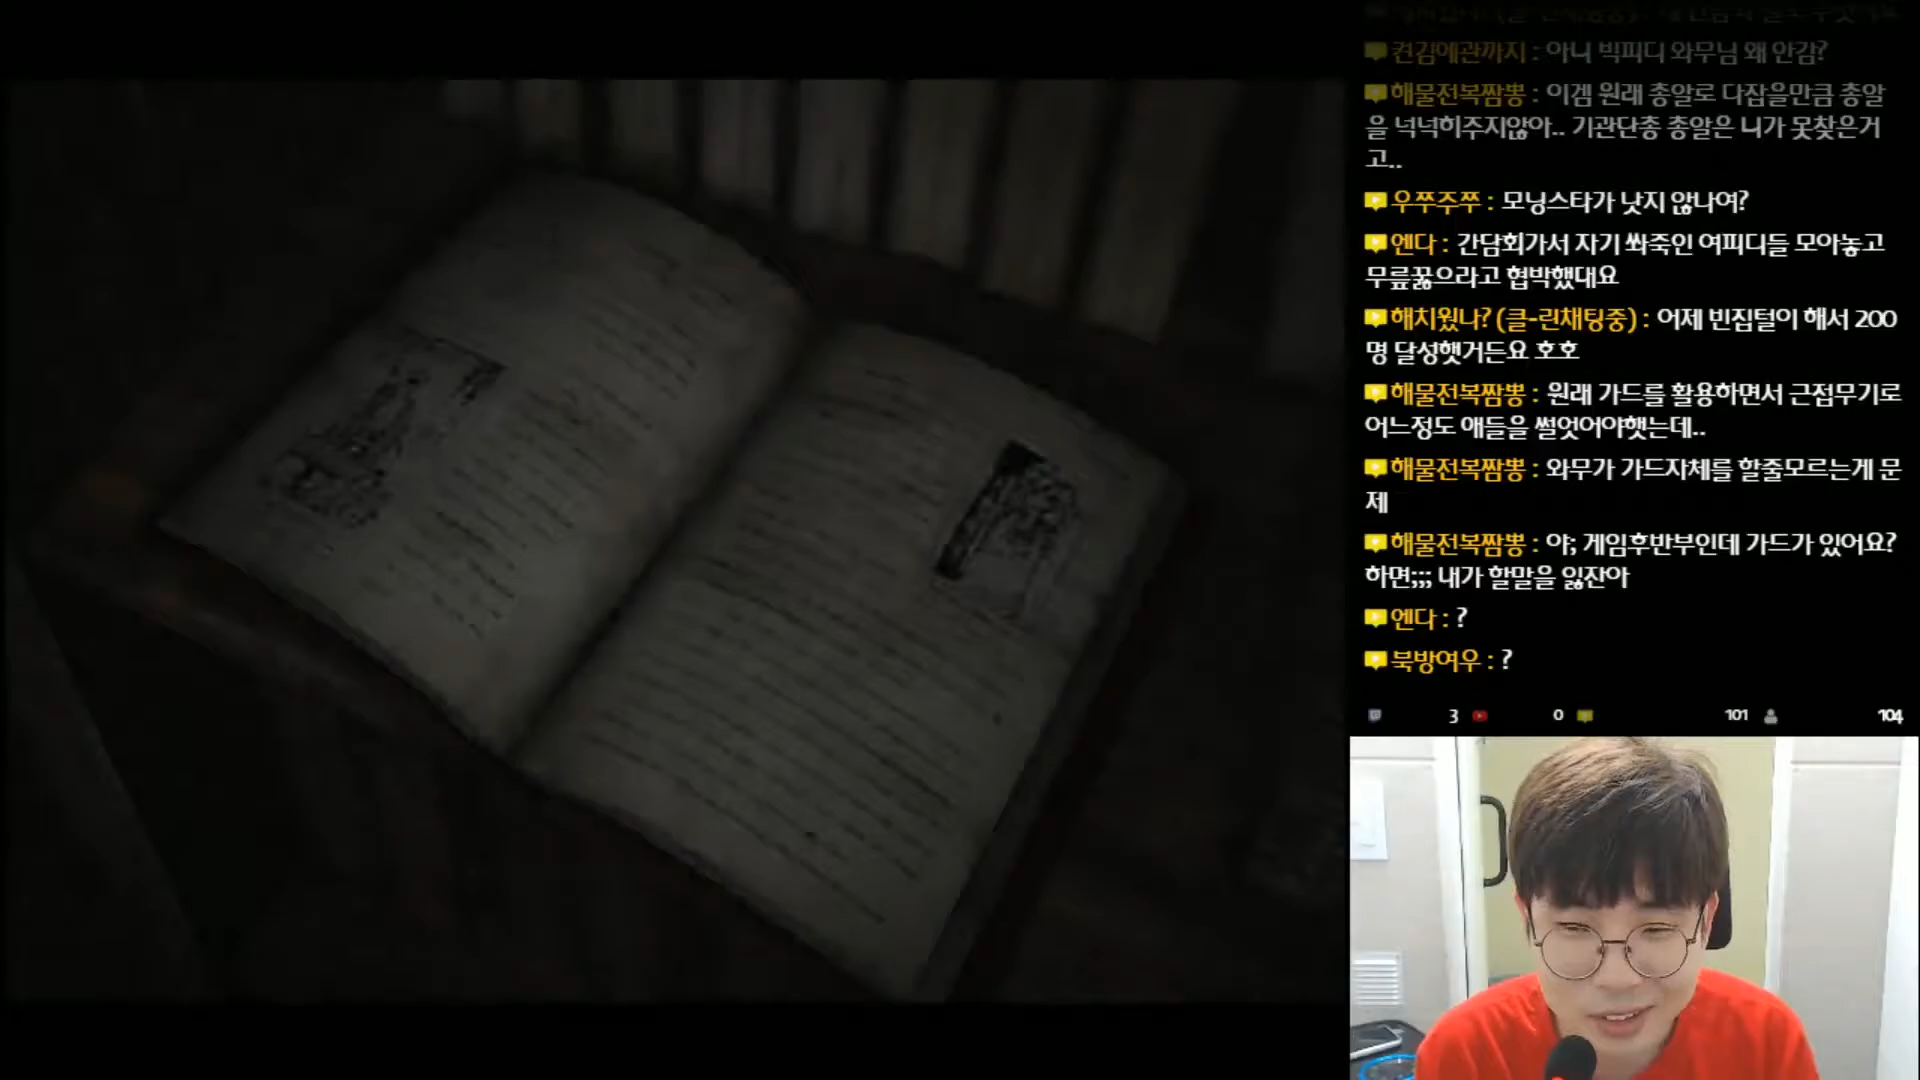 컨김에관까지 : 아니 빅피디 와무님 왜 안감?
해물전복짬뽕 : 이겜 원래 총알로 다잡을만큼 총알
을 넉넉히주지않아.. 기관단총 총알은 니가 못찾은거
고..
우쭈주쭈 : 모닝스타가 낫지 않나여?
엔다 : 간담회가서 자기 쏴죽인 여피디들 모아놓고
무릎꿇으라고 협박했대요
해치웠나? (클-린채팅중) : 어제 빈집털이 해서 200
명 달성햇거든요 호호
해물전복짬뽕 : 원래 가드를 활용하면서 근접무기로
어느정도 애들을 썰엇어야햇는데..
해물전복짬뽕 : 와무가 가드자체를 할줄모르는게 문
제
해물전복짬뽕 : 야; 게임후반부인데 가드가 있어요?
하면;;; 내가 할말을 잃잔아
엔다 : ?
북방여우 : ?
3 0 101 104